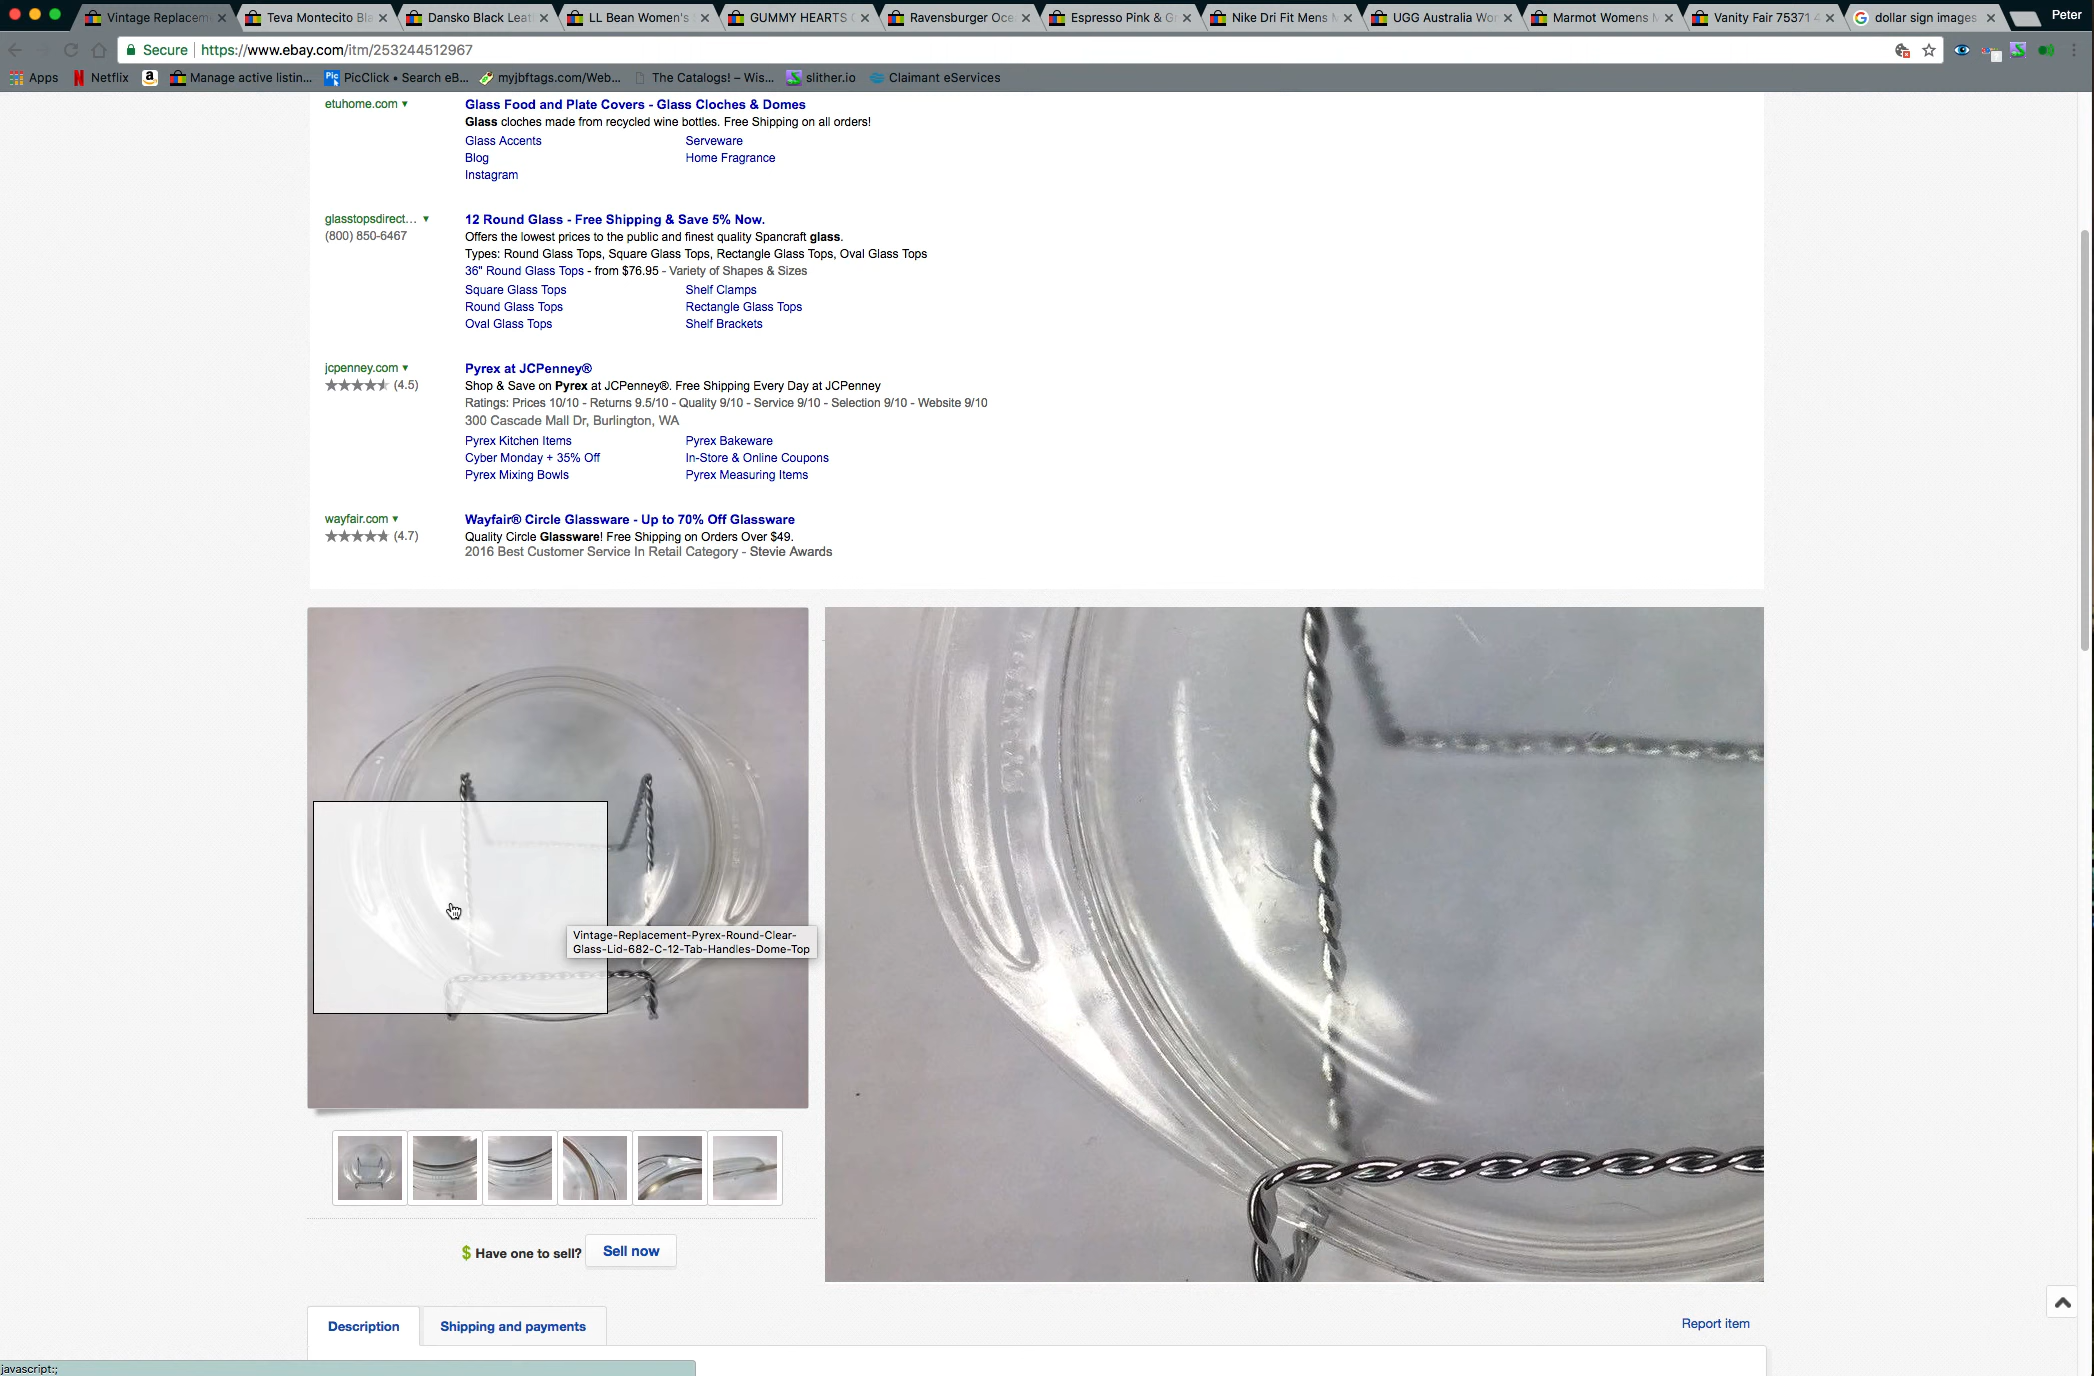 Vintage Replacem
Teva Montecito Bla
Dansko Black Leat
LL Bean Women's
GUMMY HEARTS
Ravensburger Oce
Espresso Pink & G
Nike Dri Fit Mens
UGG Australia Wo
Marmot Womens
Vanity Fair 75371
dollar sign images
Peter
Secure
https://www.ebay.com/itm/253244512967
Apps
Netflix
Manage active listin...
PicClick • Search eB...
myjbftags.com/Web...
The Catalogs! – Wis...
slither.io
Claimant eServices
etuhome.com ▾
Glass Food and Plate Covers - Glass Cloches & Domes
Glass cloches made from recycled wine bottles. Free Shipping on all orders!
Glass Accents Serveware
Blog Home Fragrance
Instagram
glasstopsdirect... ▾
(800) 850-6467
12 Round Glass - Free Shipping & Save 5% Now.
Offers the lowest prices to the public and finest quality Spancraft glass.
Types: Round Glass Tops, Square Glass Tops, Rectangle Glass Tops, Oval Glass Tops
36" Round Glass Tops - from $76.95 - Variety of Shapes & Sizes
Square Glass Tops Shelf Clamps
Round Glass Tops Rectangle Glass Tops
Oval Glass Tops Shelf Brackets
jcpenney.com ▾
(4.5)
Pyrex at JCPenney®
Shop & Save on Pyrex at JCPenney®. Free Shipping Every Day at JCPenney
Ratings: Prices 10/10 - Returns 9.5/10 - Quality 9/10 - Service 9/10 - Selection 9/10 - Website 9/10
300 Cascade Mall Dr, Burlington, WA
Pyrex Kitchen Items Pyrex Bakeware
Cyber Monday + 35% Off In-Store & Online Coupons
Pyrex Mixing Bowls Pyrex Measuring Items
wayfair.com ▾
(4.7)
Wayfair® Circle Glassware - Up to 70% Off Glassware
Quality Circle Glassware! Free Shipping on Orders Over $49.
2016 Best Customer Service In Retail Category - Stevie Awards
Vintage-Replacement-Pyrex-Round-Clear-
Glass-Lid-682-C-12-Tab-Handles-Dome-Top
$ Have one to sell? Sell now
Description
Shipping and payments
Report item
javascript:;